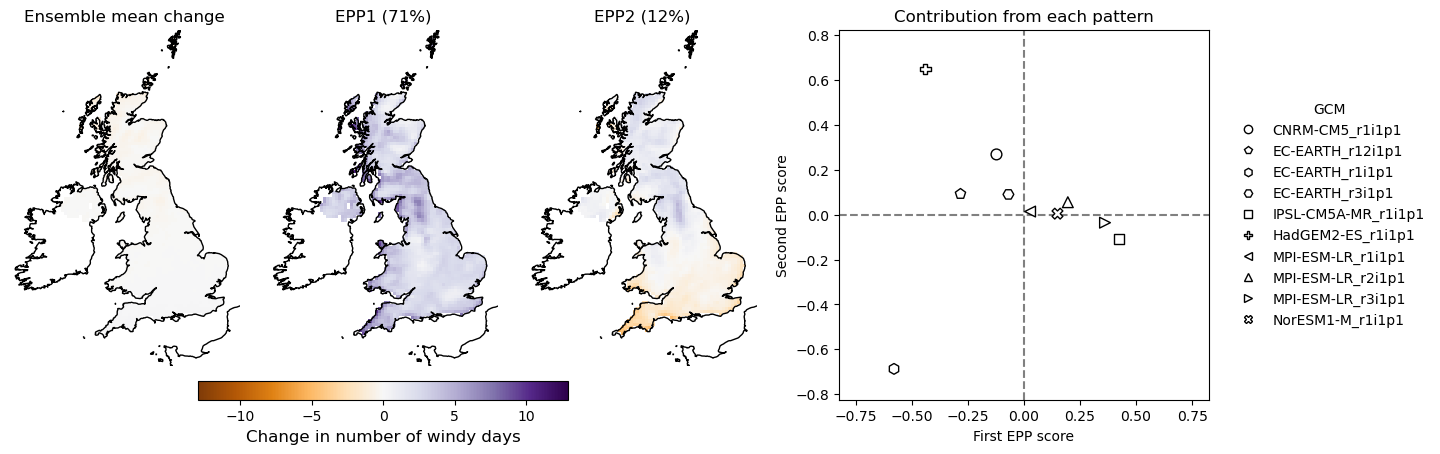 Ensemble mean change
EPP1 (71%)
EPP2 (12%)
−10
−5
0
5
10
Change in number of windy days
Contribution from each pattern
0.8
0.6
0.4
0.2
0.0
−0.2
−0.4
−0.6
−0.8
Second EPP score
−0.75
−0.50
−0.25
0.00
0.25
0.50
0.75
First EPP score
GCM
CNRM-CM5_r1i1p1
EC-EARTH_r12i1p1
EC-EARTH_r1i1p1
EC-EARTH_r3i1p1
IPSL-CM5A-MR_r1i1p1
HadGEM2-ES_r1i1p1
MPI-ESM-LR_r1i1p1
MPI-ESM-LR_r2i1p1
MPI-ESM-LR_r3i1p1
NorESM1-M_r1i1p1